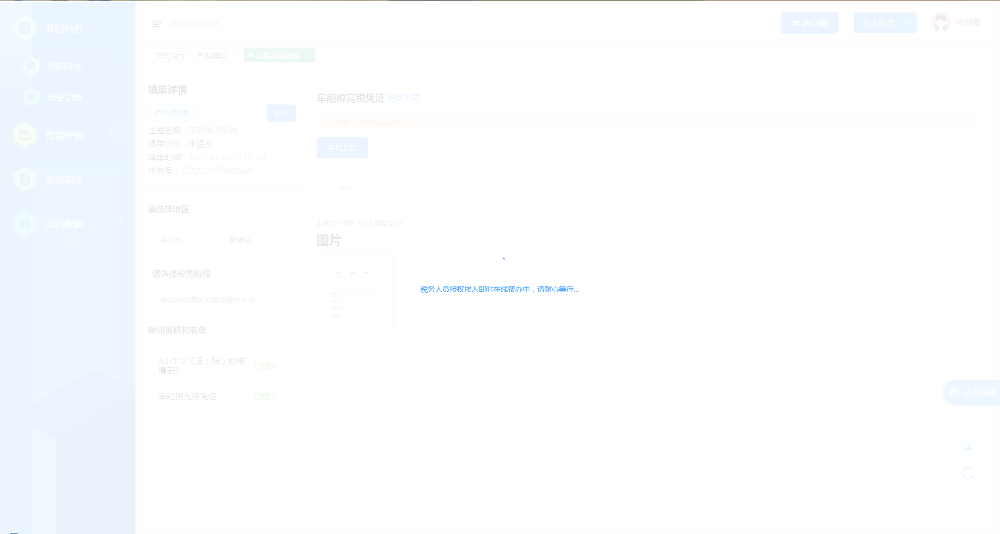 我的待办
我的待办
历史记录
智能导税
智能填单
我的收藏
车船税退抵税
消息箱
个人业务
余明敏
我的待办
智能填单 ×
车船税退抵税 ×
填单详情
办理记录
提交
主题名称：车船税退抵税
填单状态：未提交
填单时间：2021-07-06 17:07:58
任务号：GD2021070600097
请选择地区
佛山市
顺德区
请选择税务机构
佛山市顺德区局容桂税务分局
附列资料和表单
A07112《退（抵）税申
请表》
已提交
车船税完税凭证
已提交
车船税完税凭证 表单下载
可将多个文件打包压缩后上传
手机上传
上传文件/图片大小不能超过5M
图片
税务人员授权接入即时在线帮办中，请耐心等待...
正在导税